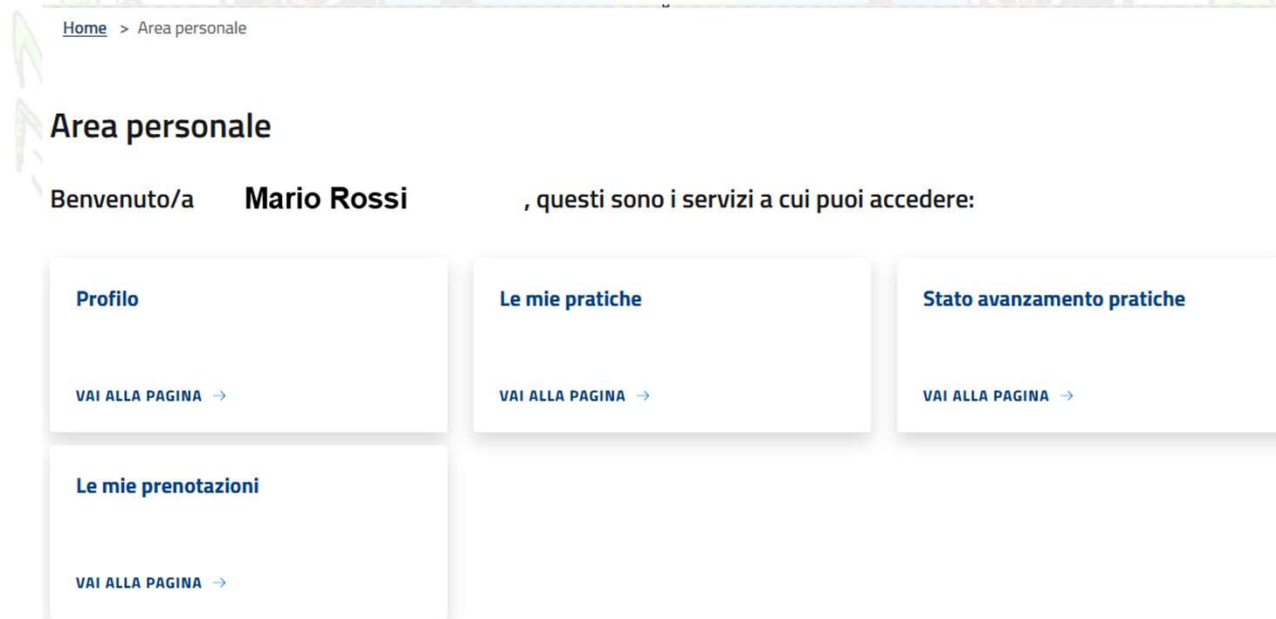 Home > Area personale
Area personale
Benvenuto/a Mario Rossi , questi sono i servizi a cui puoi accedere:
Profilo
VAI ALLA PAGINA →
Le mie pratiche
VAI ALLA PAGINA →
Stato avanzamento pratiche
VAI ALLA PAGINA →
Le mie prenotazioni
VAI ALLA PAGINA →